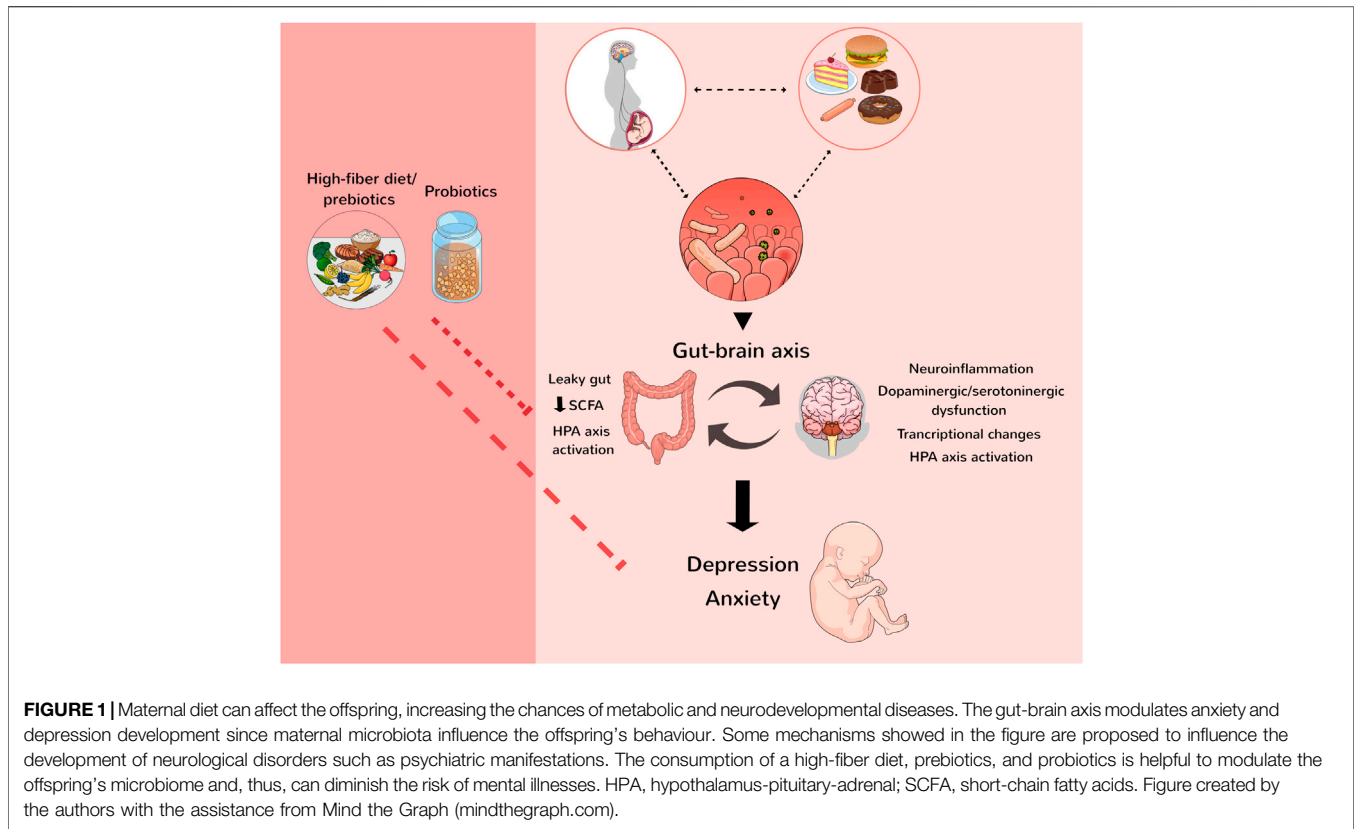 High-fiber diet/
prebiotics
Probiotics
Gut-brain axis
Leaky gut
⬇ SCFA
HPA axis
activation
Neuroinflammation
Dopaminergic/serotoninergic
dysfunction
Trancriptional changes
HPA axis activation
Depression
Anxiety
FIGURE 1 | Maternal diet can affect the offspring, increasing the chances of metabolic and neurodevelopmental diseases. The gut-brain axis modulates anxiety and
depression development since maternal microbiota influence the offspring’s behaviour. Some mechanisms showed in the figure are proposed to influence the
development of neurological disorders such as psychiatric manifestations. The consumption of a high-fiber diet, prebiotics, and probiotics is helpful to modulate the
offspring’s microbiome and, thus, can diminish the risk of mental illnesses. HPA, hypothalamus-pituitary-adrenal; SCFA, short-chain fatty acids. Figure created by
the authors with the assistance from Mind the Graph (mindthegraph.com).